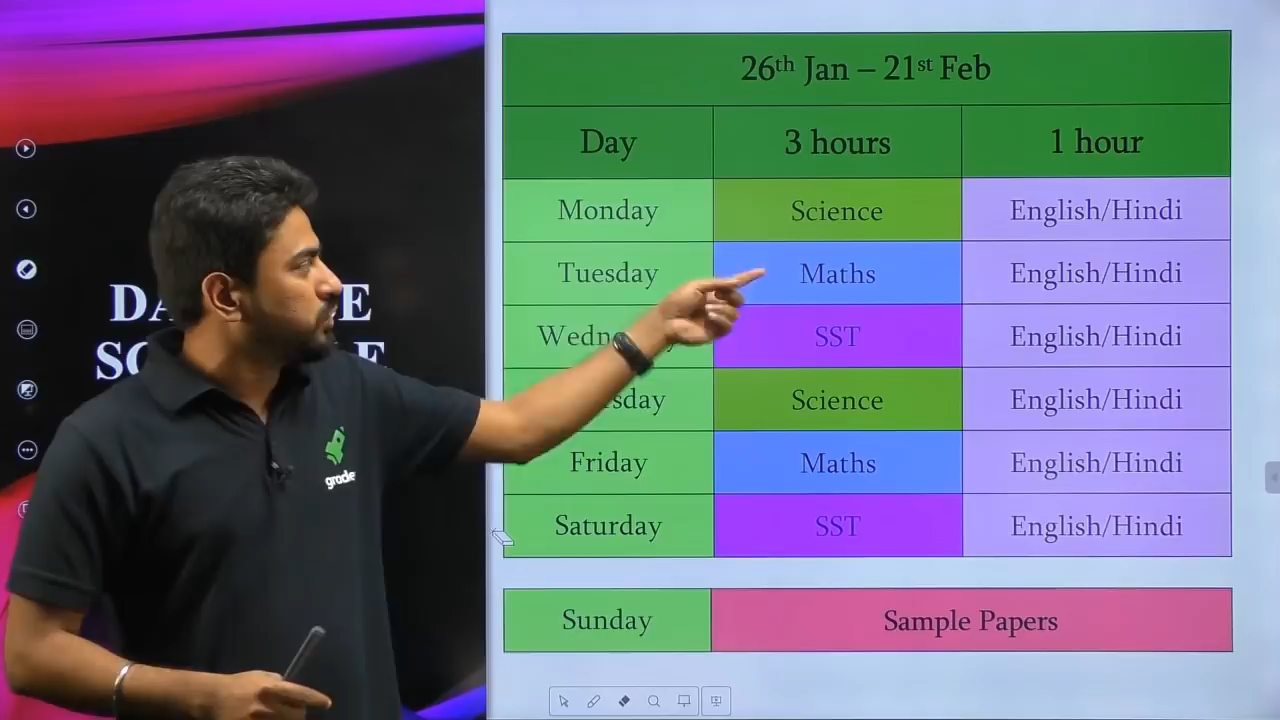 26th Jan – 21st Feb
Day 3 hours 1 hour
Monday Science English/Hindi
Tuesday Maths English/Hindi
SST English/Hindi
Science English/Hindi
Friday Maths English/Hindi
Saturday SST English/Hindi
Sunday Sample Papers